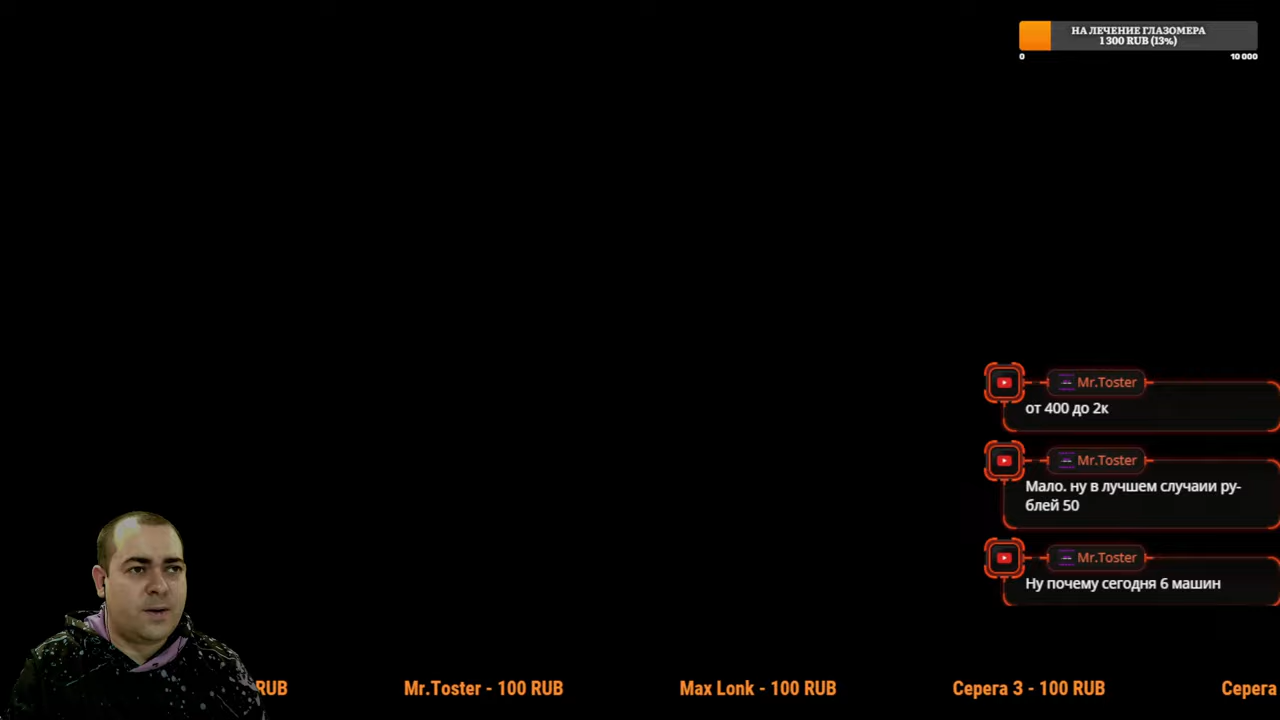 НА ЛЕЧЕНИЕ ГЛАЗОМЕРА
1 300 RUB (13%)
0
10 000
Mr.Toster
от 400 до 2к
Mr.Toster
Мало. ну в лучшем случаии ру-
блей 50
Mr.Toster
Ну почему сегодня 6 машин
RUB
Mr.Toster - 100 RUB
Max Lonk - 100 RUB
Серега 3 - 100 RUB
Серега